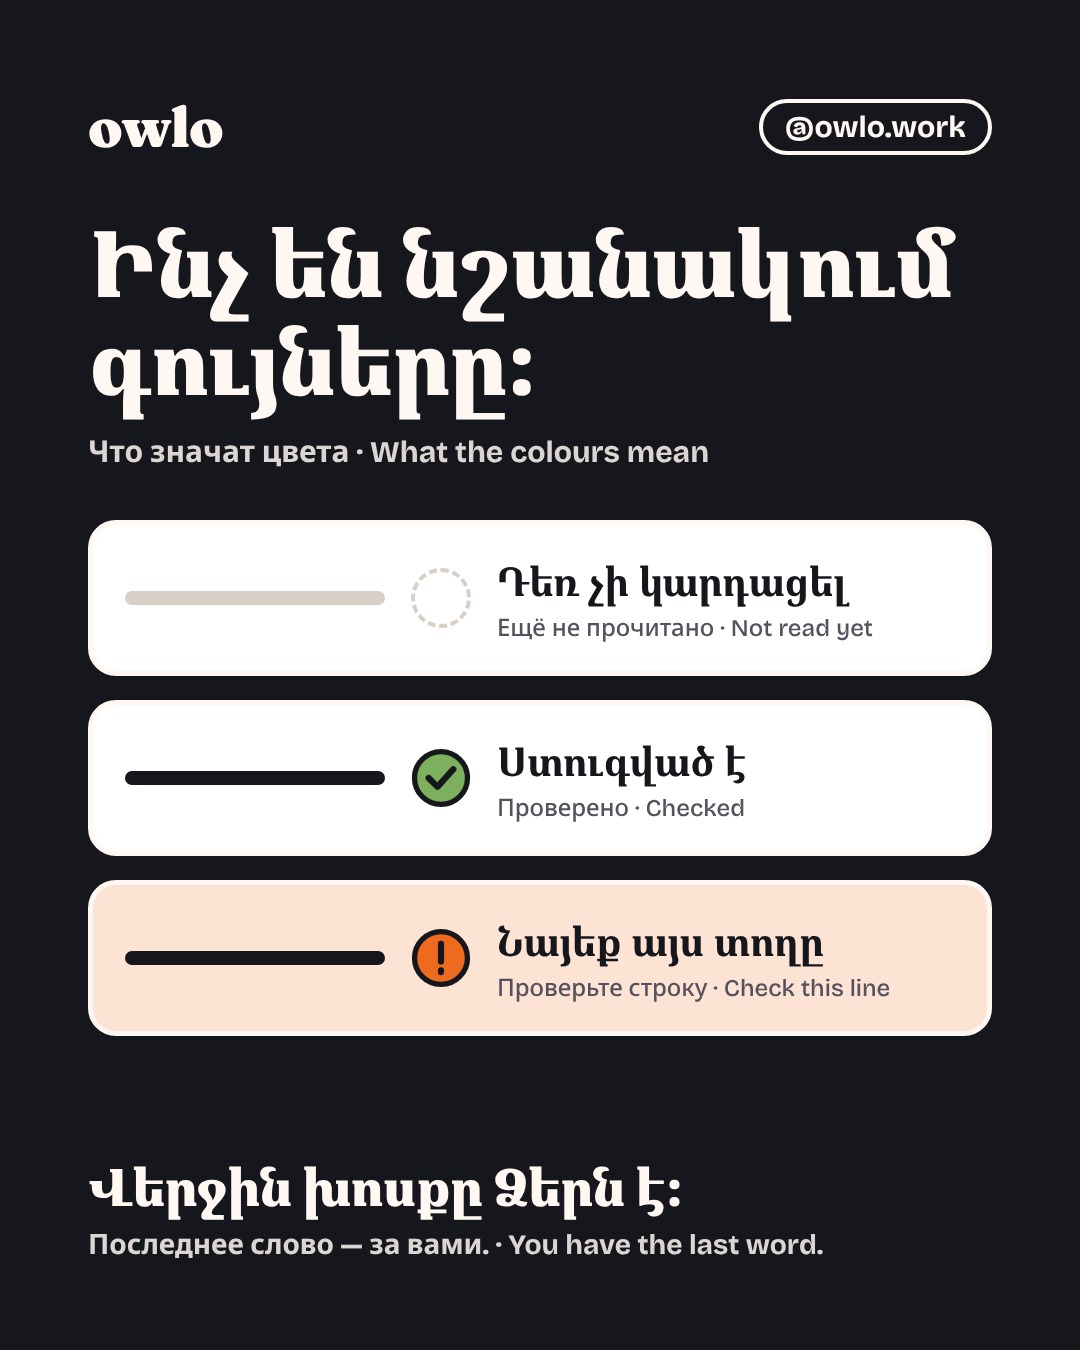 owlo
@owlo.work
Ինչ են նշանակում
գույները։
Что значат цвета · What the colours mean
Դեռ չի կարդացել
Ещё не прочитано · Not read yet
Ստուգված է
Проверено · Checked
Նայեք այս տողը
Проверьте строку · Check this line
Վերջին խոսքը Ձերն է։
Последнее слово — за вами. · You have the last word.